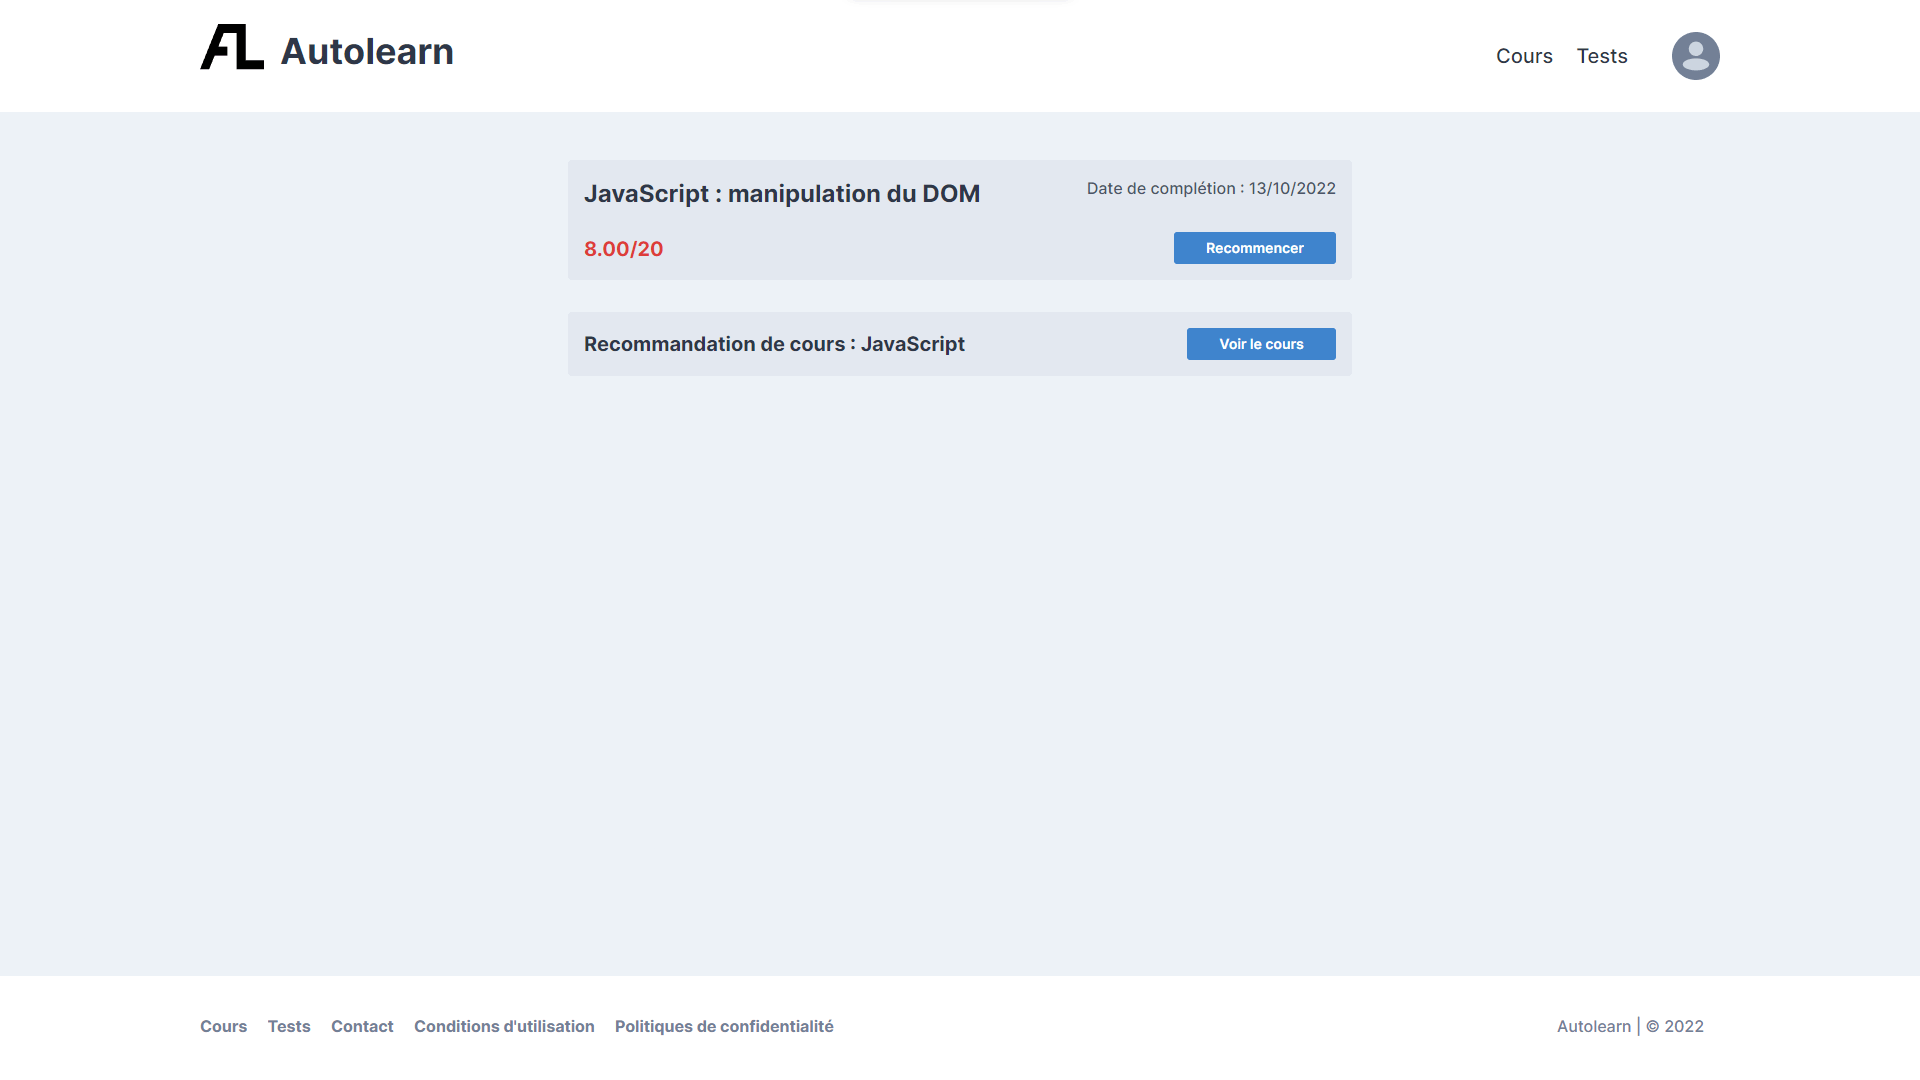 AL Autolearn
Cours Tests
JavaScript : manipulation du DOM
Date de complétion : 13/10/2022
8.00/20
Recommencer
Recommandation de cours : JavaScript
Voir le cours
Cours Tests Contact Conditions d'utilisation Politiques de confidentialité
Autolearn | © 2022